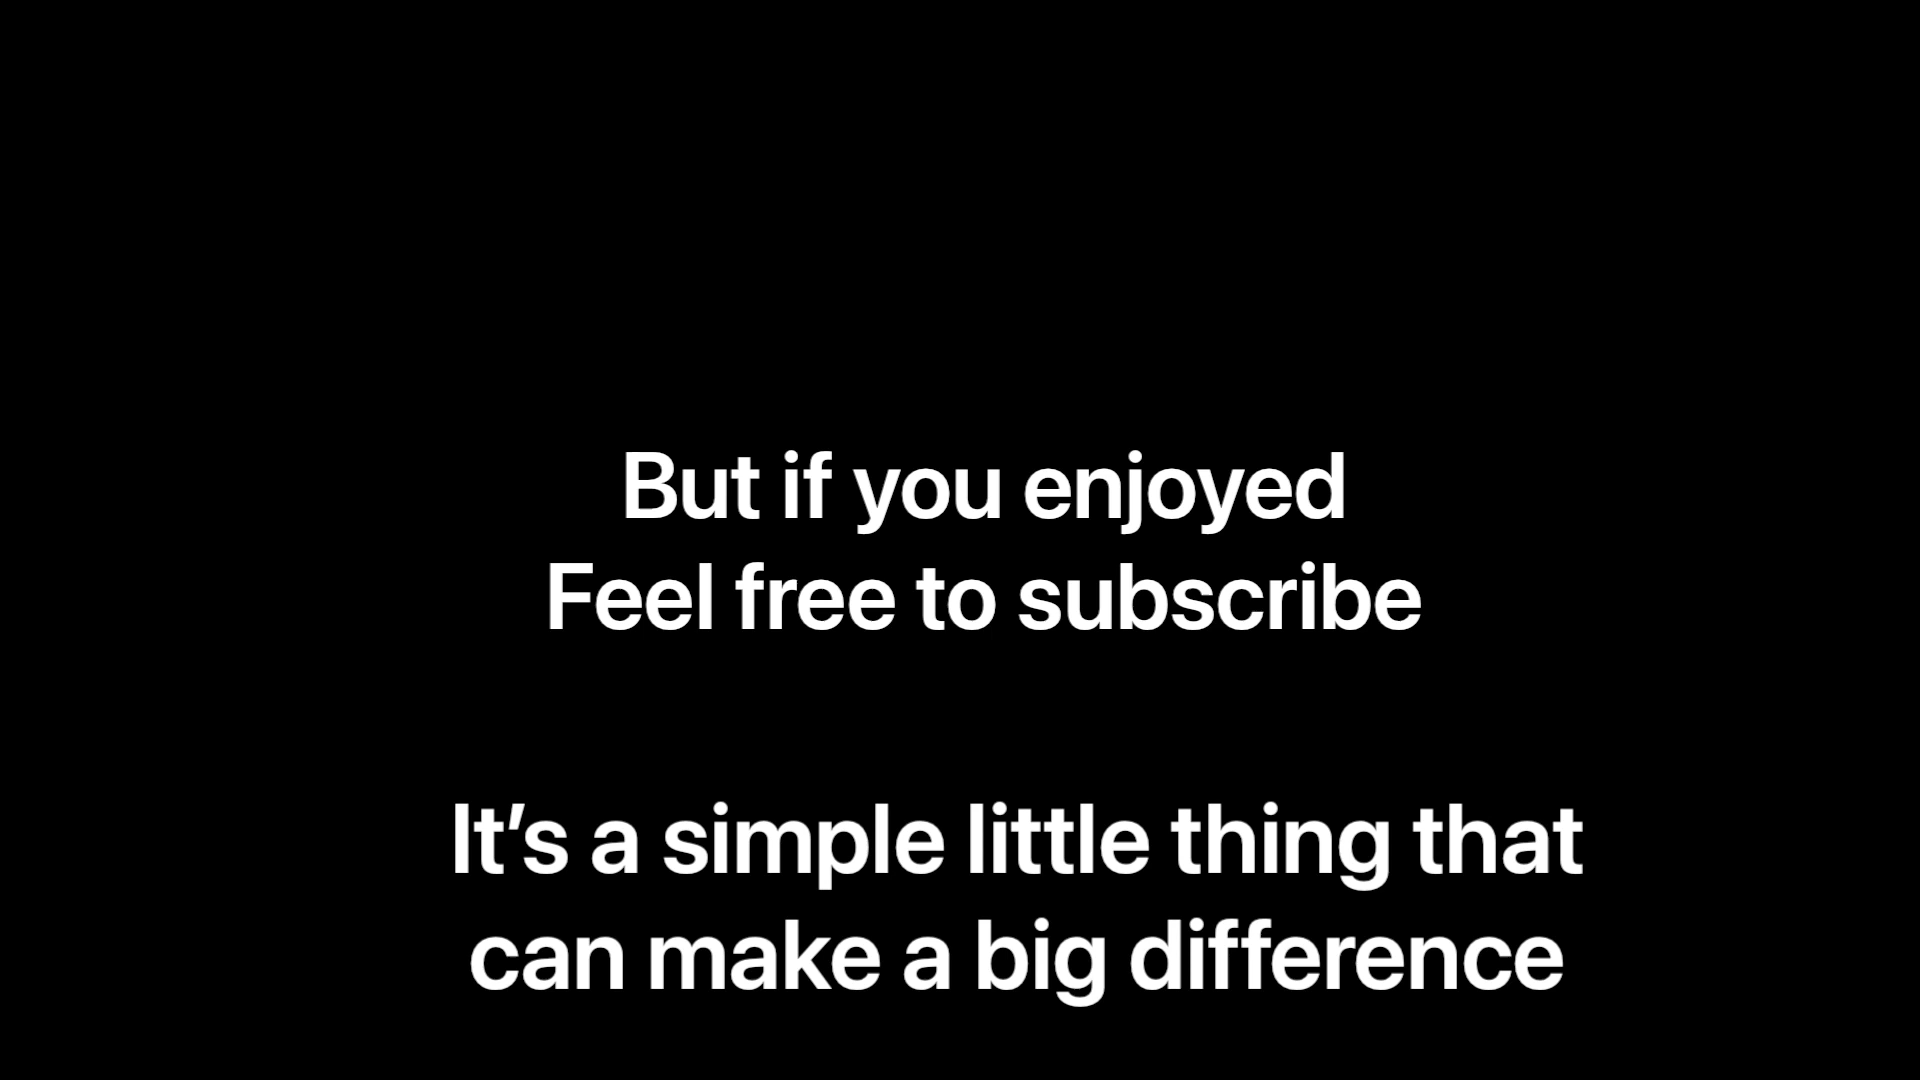 But if you enjoyed
Feel free to subscribe
It’s a simple little thing that
can make a big difference